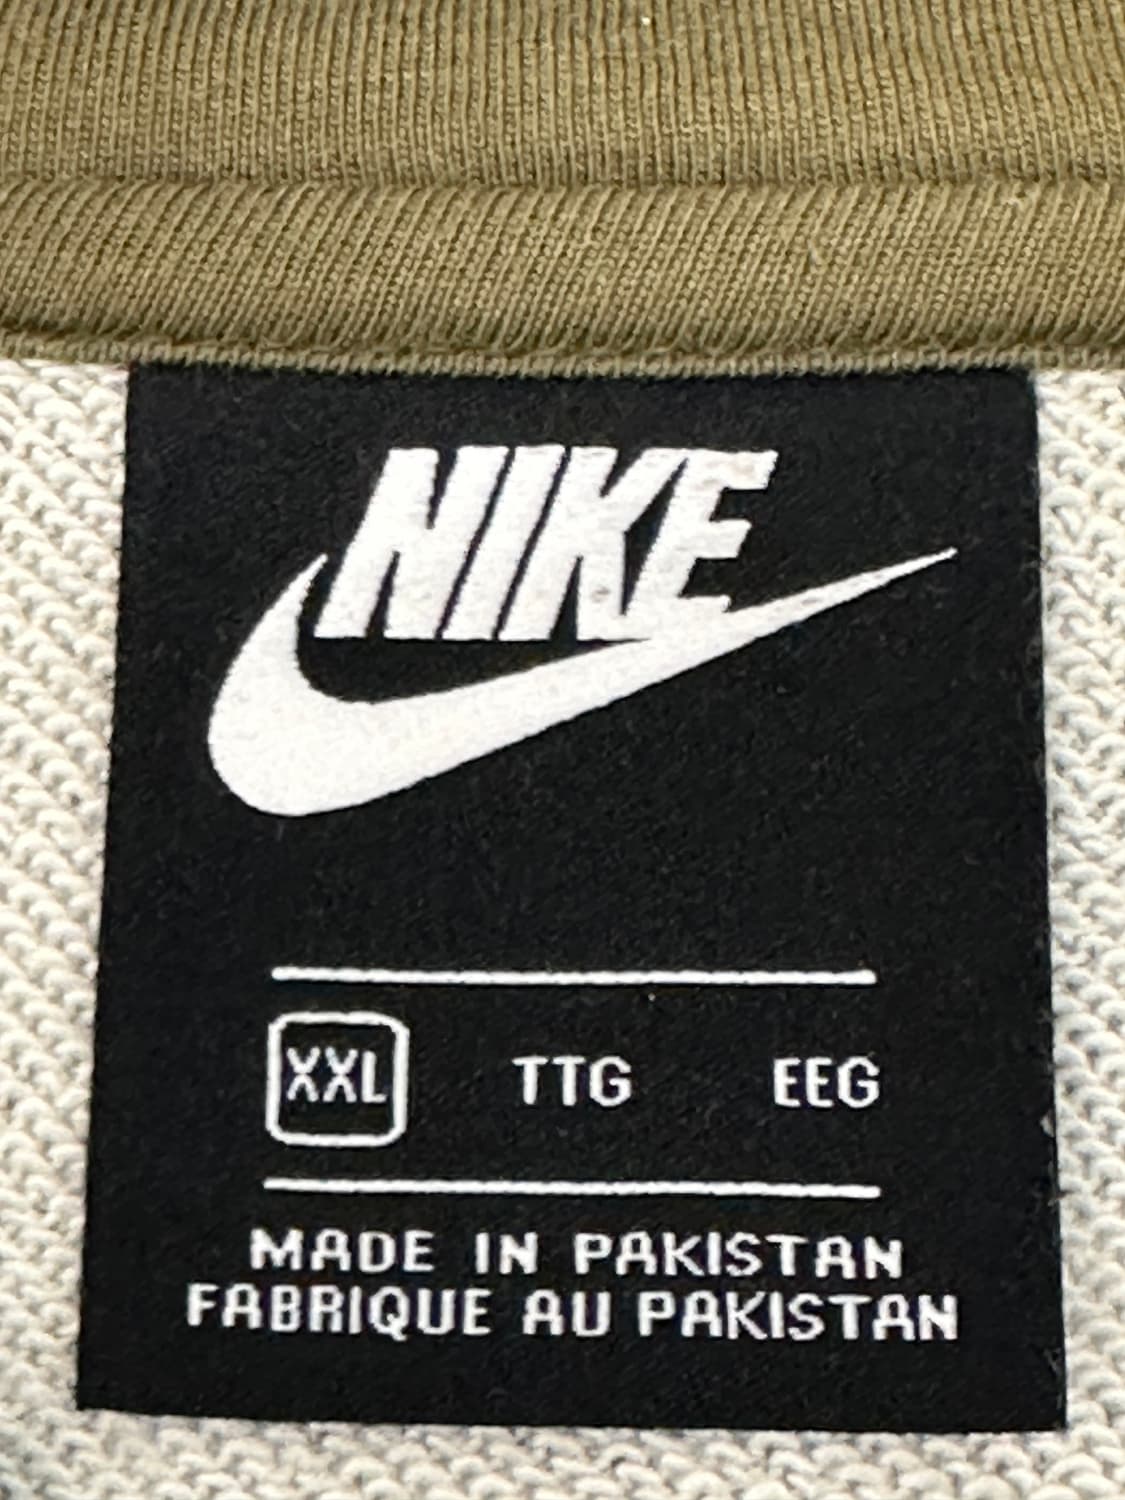 NIKE
XXL TTG EEG
MADE IN PAKISTAN
FABRIQUE AU PAKISTAN